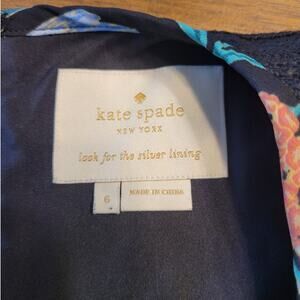 kate spade
NEW YORK
look for the silver lining
6
MADE IN CHINA